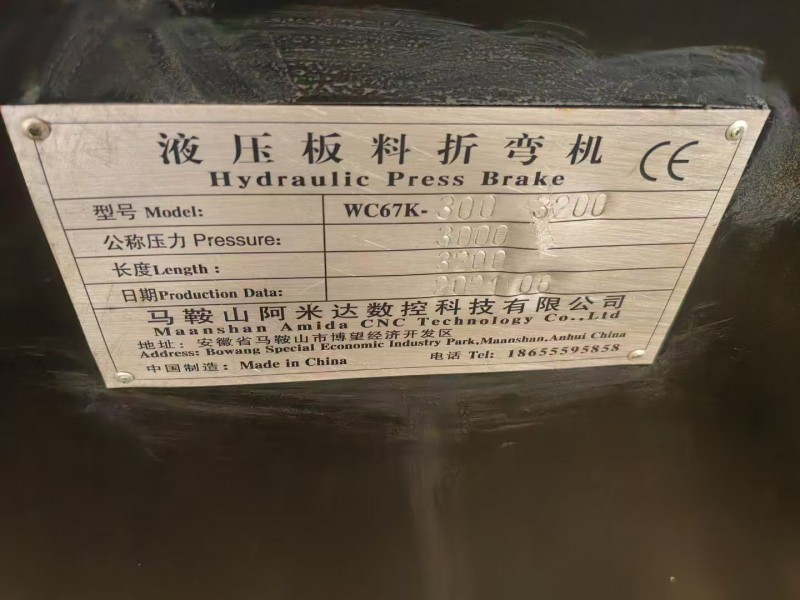 液压板料折弯机 CE
Hydraulic Press Brake
型号 Model: WC67K-300 3200
公称压力 Pressure: 3000
长度Length : 3200
日期Production Data: 2021 06
马鞍山阿米达数控科技有限公司
Maanshan Amida CNC Technology Co.,Ltd
地址: 安徽省马鞍山市博望经济开发区
Address: Bowang Special Economic Industry Park,Maanshan,Anhui China
中国制造: Made in China 电话 Tel: 18655595858